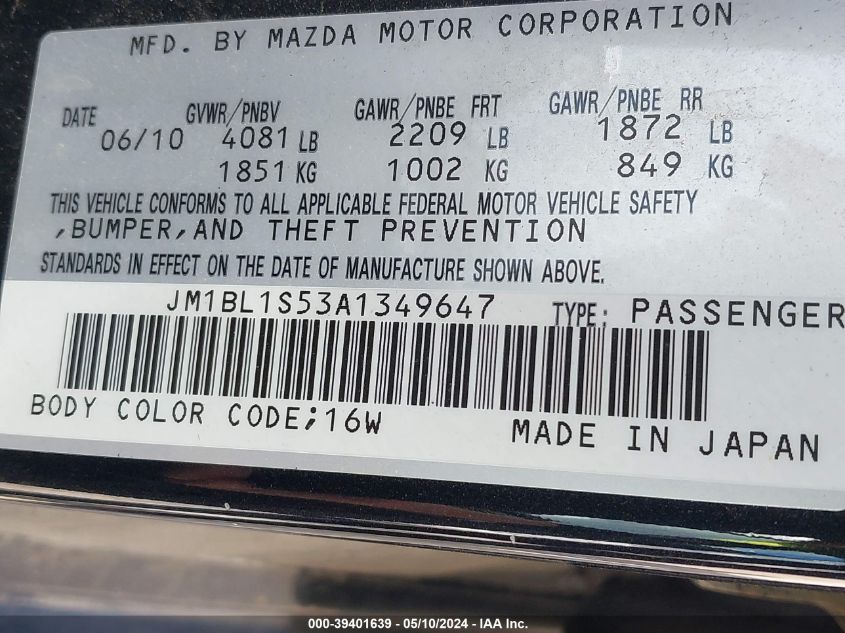 MFD. BY MAZDA MOTOR CORPORATION
DATE GVWR/PNBV GAWR/PNBE FRT GAWR/PNBE RR
06/10 4081 LB 2209 LB 1872 LB
1851 KG 1002 KG 849 KG
THIS VEHICLE CONFORMS TO ALL APPLICABLE FEDERAL MOTOR VEHICLE SAFETY
,BUMPER,AND THEFT PREVENTION
STANDARDS IN EFFECT ON THE DATE OF MANUFACTURE SHOWN ABOVE.
JM1BL1S53A1349647 TYPE: PASSENGER
BODY COLOR CODE;16W MADE IN JAPAN
000-39401639 - 05/10/2024 - IAA Inc.